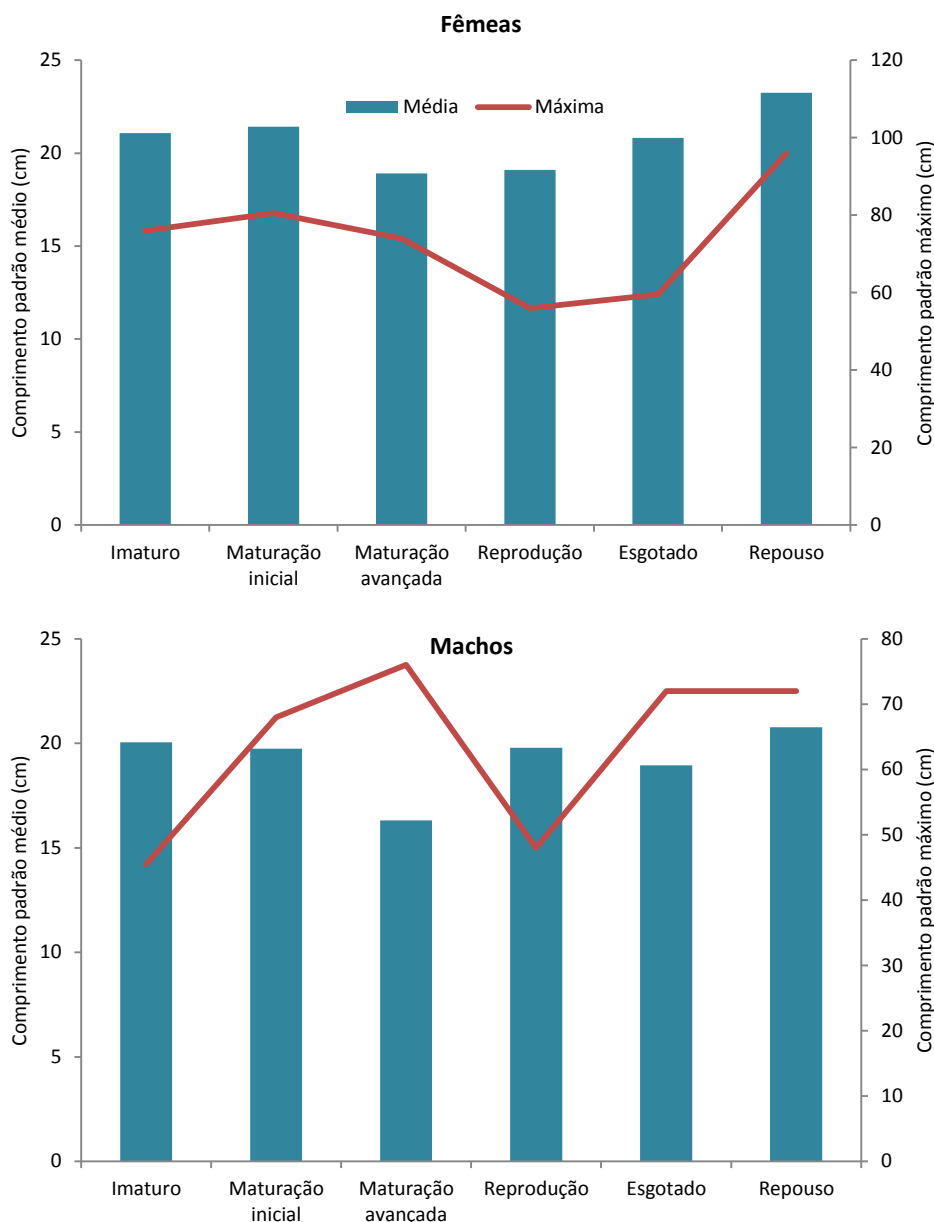 Fêmeas
Média
Máxima
Comprimento padrão médio (cm)
25
20
15
10
5
0
Comprimento padrão máximo (cm)
120
100
80
60
40
20
0
Imaturo
Maturação
inicial
Maturação
avançada
Reprodução
Esgotado
Repouso
Machos
Comprimento padrão médio (cm)
25
20
15
10
5
0
Comprimento padrão máximo (cm)
80
70
60
50
40
30
20
10
0
Imaturo
Maturação
inicial
Maturação
avançada
Reprodução
Esgotado
Repouso